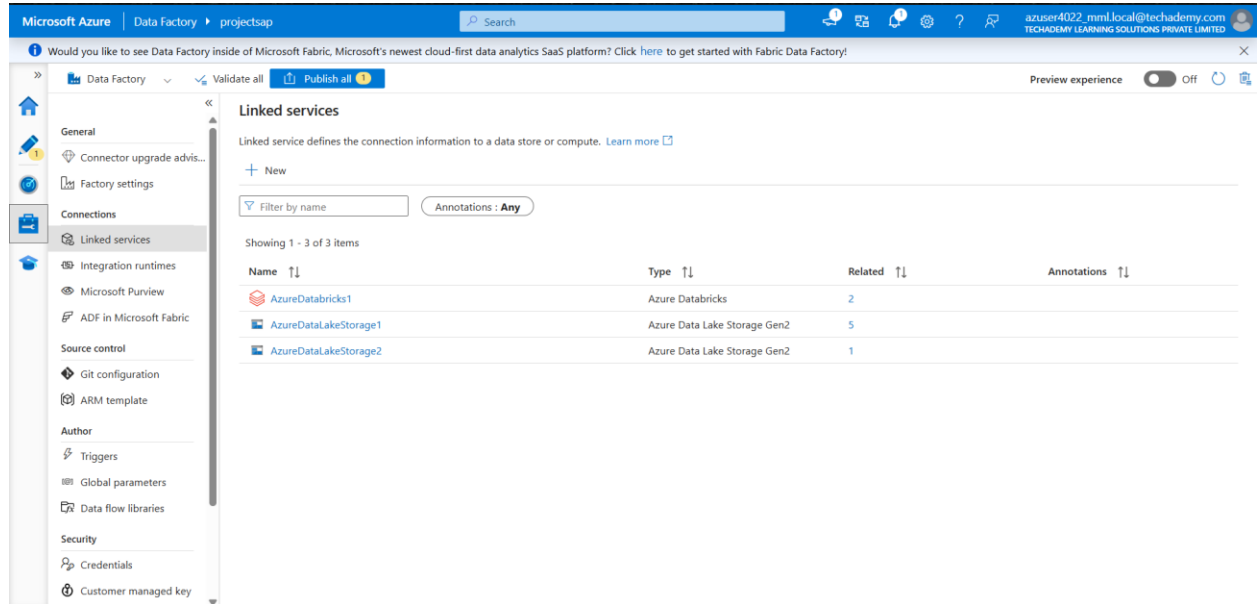 Microsoft Azure Data Factory projectsap Search 1 1 ? azuser4022_mml.local@techademy.com
TECHADEMY LEARNING SOLUTIONS PRIVATE LIMITED
Would you like to see Data Factory inside of Microsoft Fabric, Microsoft's newest cloud-first data analytics SaaS platform? Click here to get started with Fabric Data Factory!
Data Factory Validate all Publish all 1 Preview experience Off
1
General
Connector upgrade advis...
Factory settings
Connections
Linked services
Integration runtimes
Microsoft Purview
ADF in Microsoft Fabric
Source control
Git configuration
ARM template
Author
Triggers
Global parameters
Data flow libraries
Security
Credentials
Customer managed key
Linked services
Linked service defines the connection information to a data store or compute. Learn more
New
Filter by name Annotations : Any
Showing 1 - 3 of 3 items
Name Type Related Annotations
AzureDatabricks1 Azure Databricks 2
AzureDataLakeStorage1 Azure Data Lake Storage Gen2 5
AzureDataLakeStorage2 Azure Data Lake Storage Gen2 1